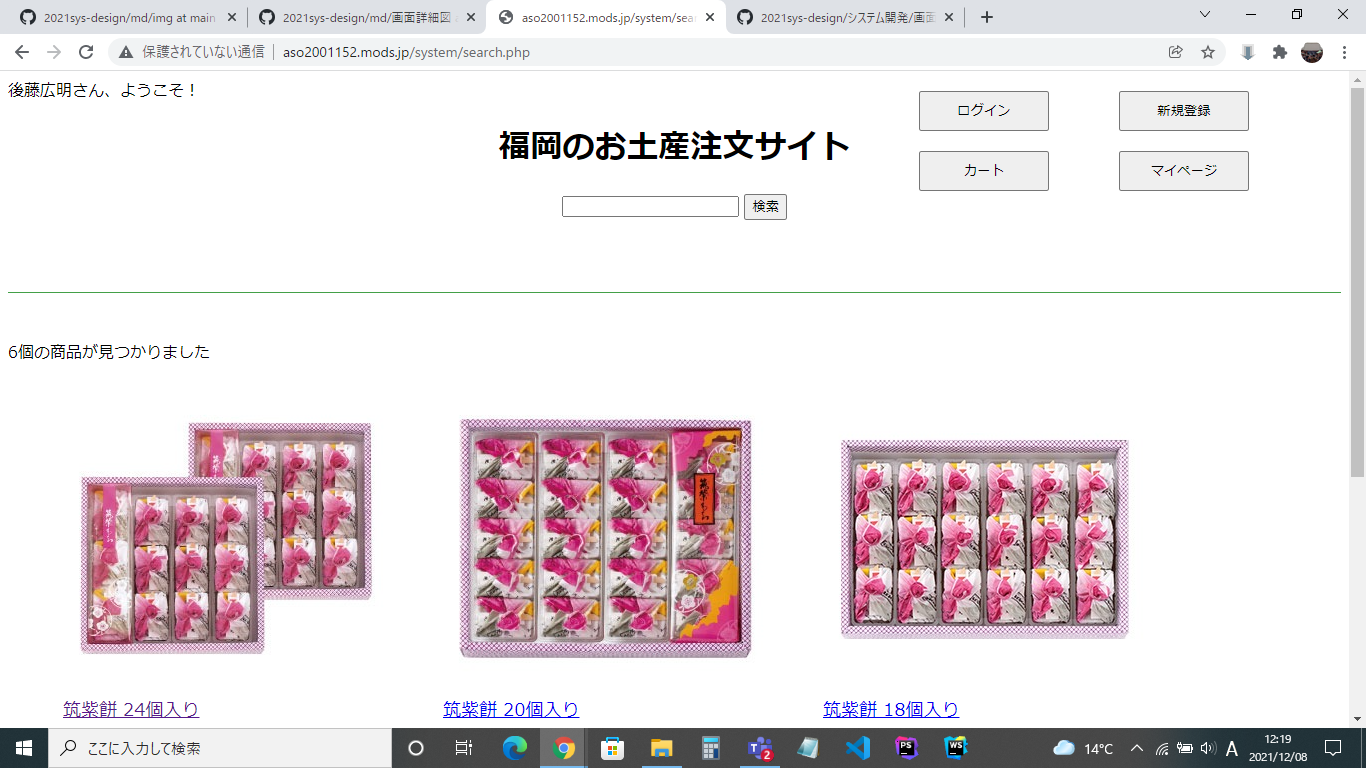 2021sys-design/md/img at main
2021sys-design/md/画面詳細図
aso2001152.mods.jp/system/sear
2021sys-design/システム開発/画面
保護されていない通信
aso2001152.mods.jp/system/search.php
後藤広明さん、ようこそ！
ログイン
新規登録
福岡のお土産注文サイト
カート
マイページ
検索
6個の商品が見つかりました
筑紫餅 24個入り
筑紫餅 20個入り
筑紫餅 18個入り
ここに入力して検索
2
PS
WS
14°C
A
12:19
2021/12/08